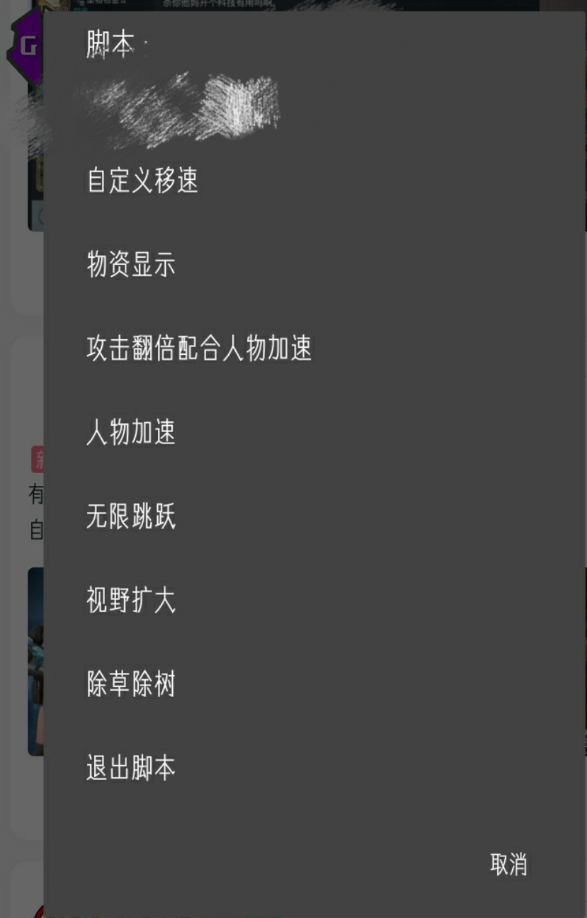 脚本
自定义移速
物资显示
攻击翻倍配合人物加速
人物加速
无限跳跃
视野扩大
除草除树
退出脚本
取消
G
有
自